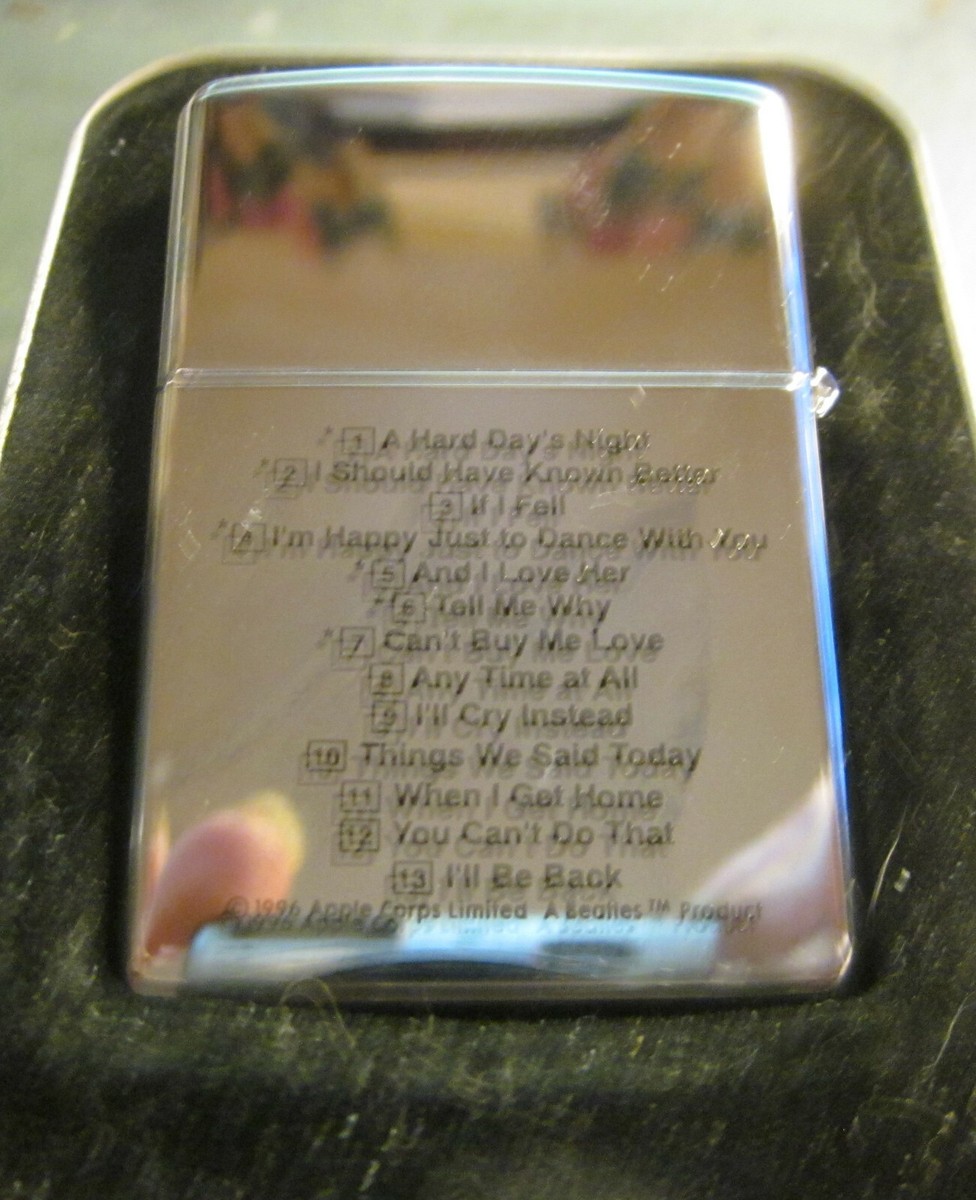 * 1 A Hard Day's Night
* 2 I Should Have Known Better
* 3 If I Fell
* 4 I'm Happy Just to Dance With You
* 5 And I Love Her
* 6 Tell Me Why
* 7 Can't Buy Me Love
8 Any Time at All
9 I'll Cry Instead
10 Things We Said Today
11 When I Get Home
12 You Can't Do That
13 I'll Be Back
© 1996 Apple Corps Limited A Beatles™ Product